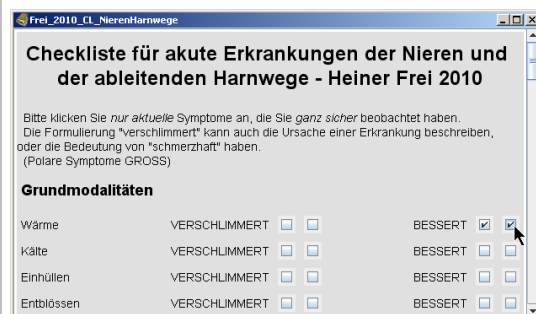 Frei_2010_CL_NierenHarnwege
Checkliste für akute Erkrankungen der Nieren und
der ableitenden Harnwege - Heiner Frei 2010
Bitte klicken Sie nur aktuelle Symptome an, die Sie ganz sicher beobachtet haben.
Die Formulierung "verschlimmert" kann auch die Ursache einer Erkrankung beschreiben,
oder die Bedeutung von "schmerzhaft" haben.
(Polare Symptome GROSS)
Grundmodalitäten
Wärme VERSCHLIMMERT BESSERT
Kälte VERSCHLIMMERT BESSERT
Einhüllen VERSCHLIMMERT BESSERT
Entblössen VERSCHLIMMERT BESSERT